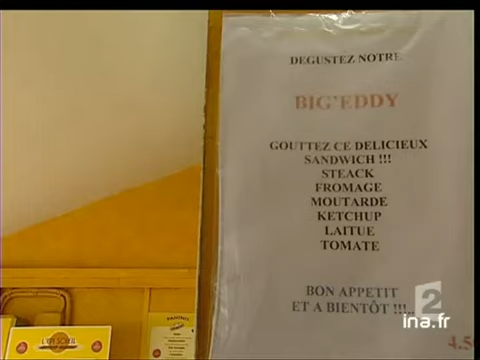 DEGUSTEZ NOTRE
BIG'EDDY
GOUTTEZ CE DELICIEUX
SANDWICH !!!
STEACK
FROMAGE
MOUTARDE
KETCHUP
LAITUE
TOMATE
BON APPETIT
ET A BIENTÔT !!!..
2
ina.fr
4.5
PANINI